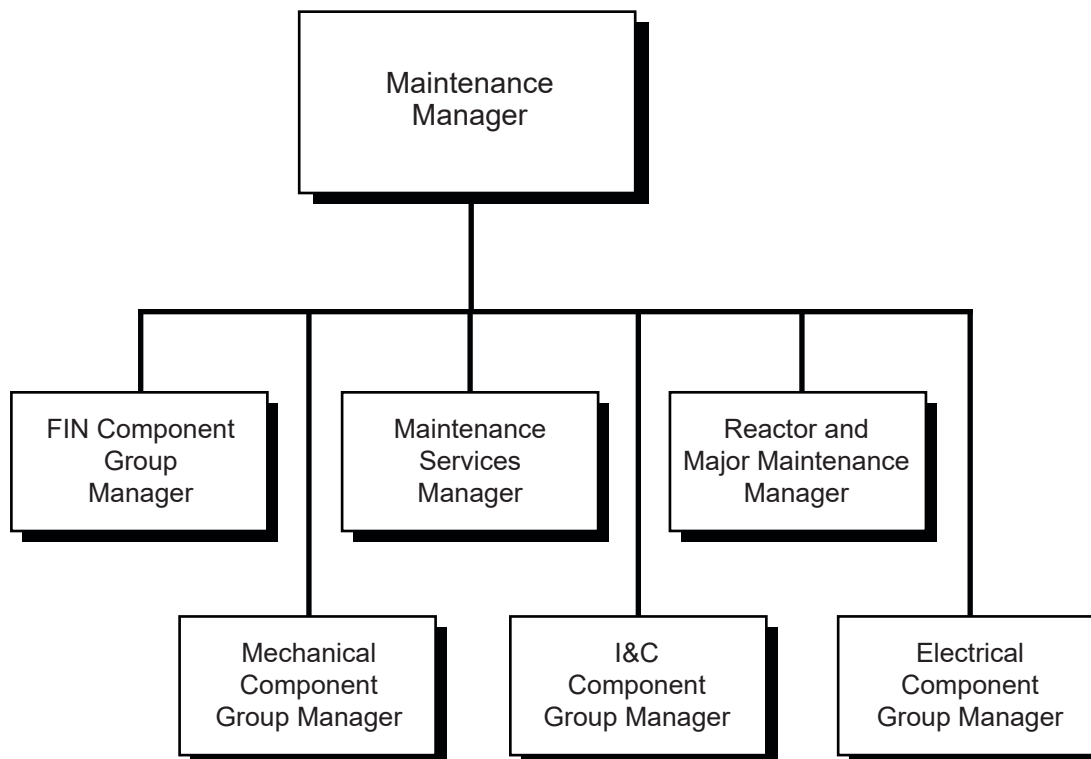 Maintenance
Manager
FIN Component
Group
Manager
Maintenance
Services
Manager
Reactor and
Major Maintenance
Manager
Mechanical
Component
Group Manager
I&C
Component
Group Manager
Electrical
Component
Group Manager